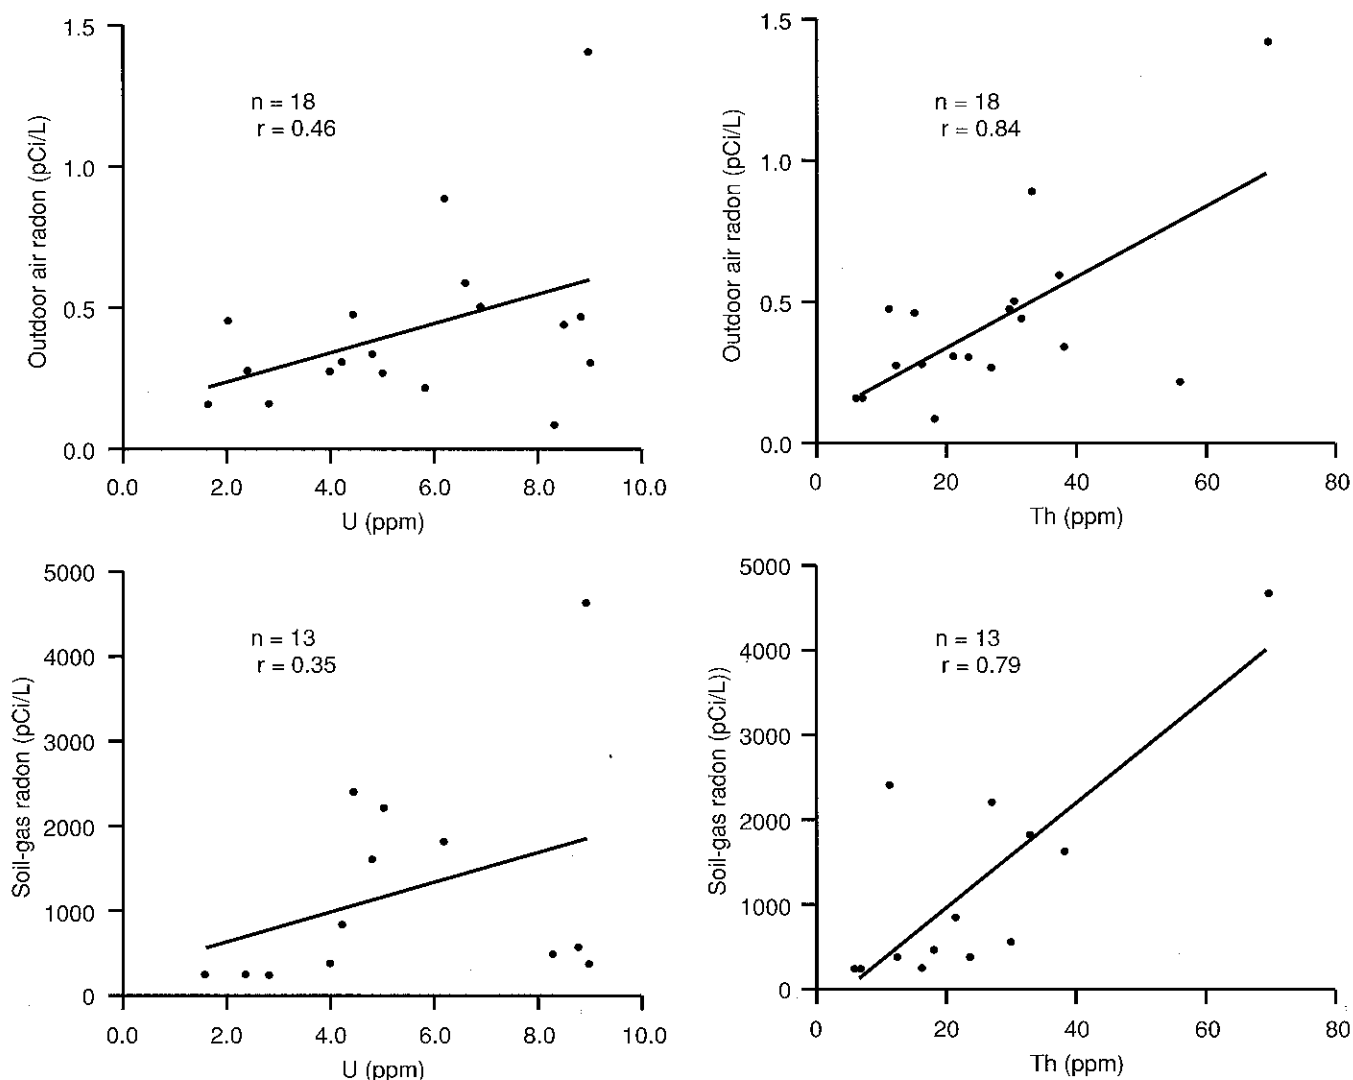 1.5
1.0
0.5
0.0
Outdoor air radon (pCi/L)
n = 18
r = 0.46
0.0 2.0 4.0 6.0 8.0 10.0
U (ppm)
1.5
1.0
0.5
0.0
Outdoor air radon (pCi/L)
n = 18
r = 0.84
0 20 40 60 80
Th (ppm)
5000
4000
3000
2000
1000
0
Soil-gas radon (pCi/L)
n = 13
r = 0.35
0.0 2.0 4.0 6.0 8.0 10.0
U (ppm)
5000
4000
3000
2000
1000
0
Soil-gas radon (pCi/L))
n = 13
r = 0.79
0 20 40 60 80
Th (ppm)